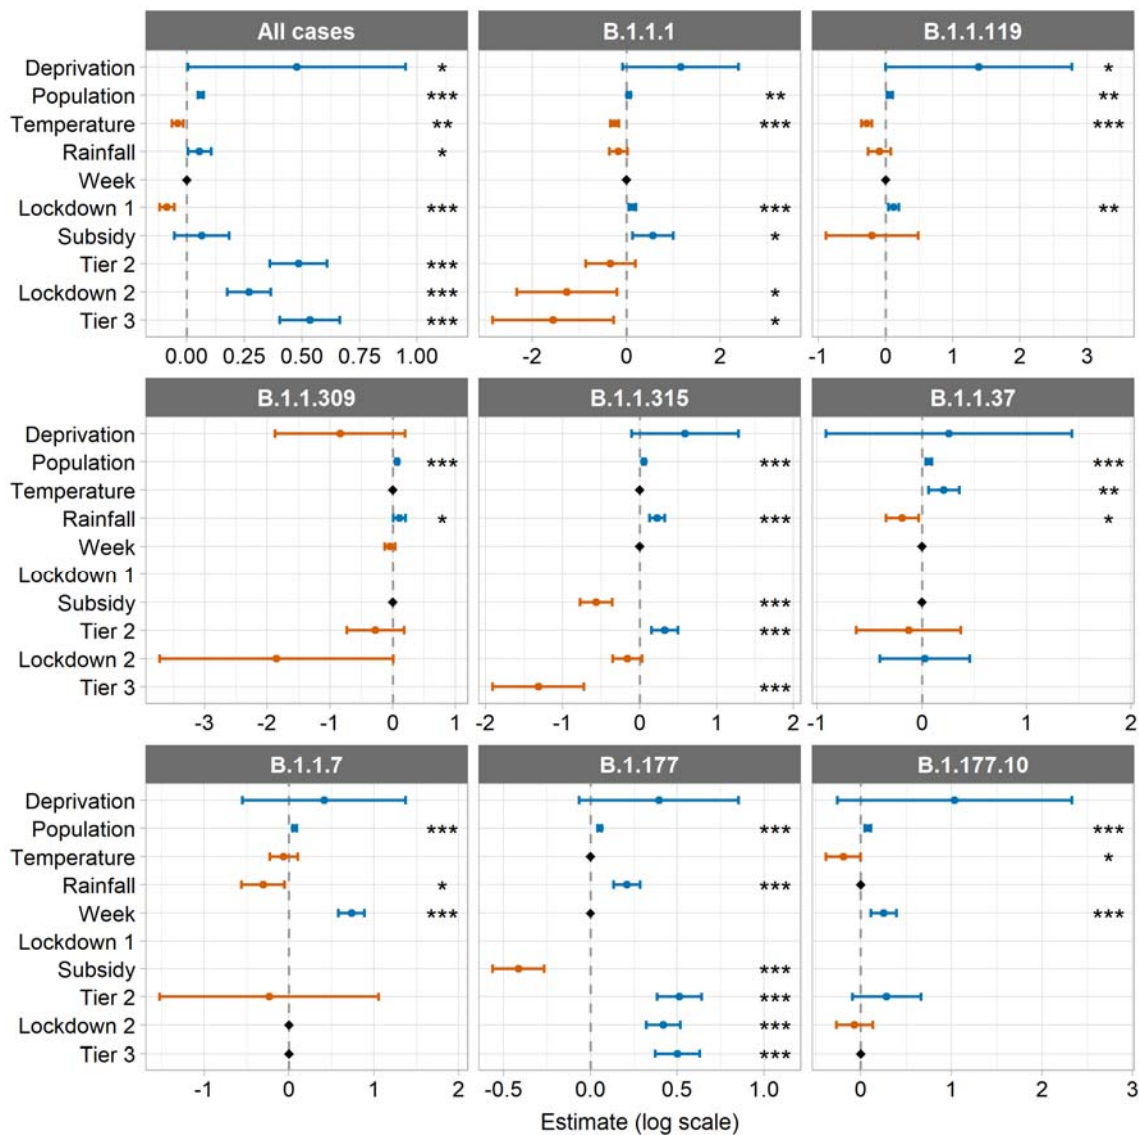 All cases B.1.1.1 B.1.1.119
Deprivation * *
Population *** ** **
Temperature ** *** ***
Rainfall *
Week
Lockdown 1 *** *** **
Subsidy *
Tier 2 ***
Lockdown 2 *** *
Tier 3 *** *
0.00 0.25 0.50 0.75 1.00 -2 0 2 -1 0 1 2 3
B.1.1.309 B.1.1.315 B.1.1.37
Deprivation
Population *** *** ***
Temperature **
Rainfall * *** *
Week
Lockdown 1
Subsidy ***
Tier 2 ***
Lockdown 2
Tier 3 ***
-3 -2 -1 0 1 -2 -1 0 1 2 -1 0 1 2
B.1.1.7 B.1.177 B.1.177.10
Deprivation
Population *** *** ***
Temperature *
Rainfall * ***
Week *** ***
Lockdown 1
Subsidy ***
Tier 2 ***
Lockdown 2 ***
Tier 3 ***
-1 0 1 2 -0.5 0.0 0.5 1.0 0 1 2 3
Estimate (log scale)